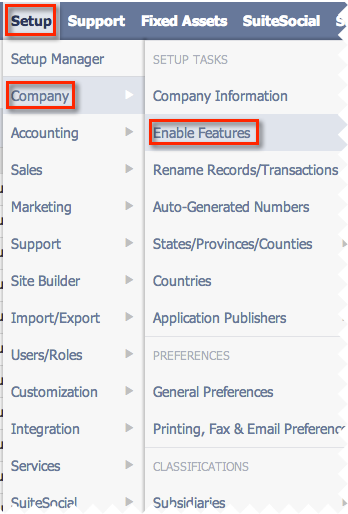 Setup Support Fixed Assets SuiteSocial
Setup Manager
Company
Accounting
Sales
Marketing
Support
Site Builder
Import/Export
Users/Roles
Customization
Integration
Services
SuiteSocial
SETUP TASKS
Company Information
Enable Features
Rename Records/Transactions
Auto-Generated Numbers
States/Provinces/Counties
Countries
Application Publishers
PREFERENCES
General Preferences
Printing, Fax & Email Preferenc
CLASSIFICATIONS
Subsidiaries